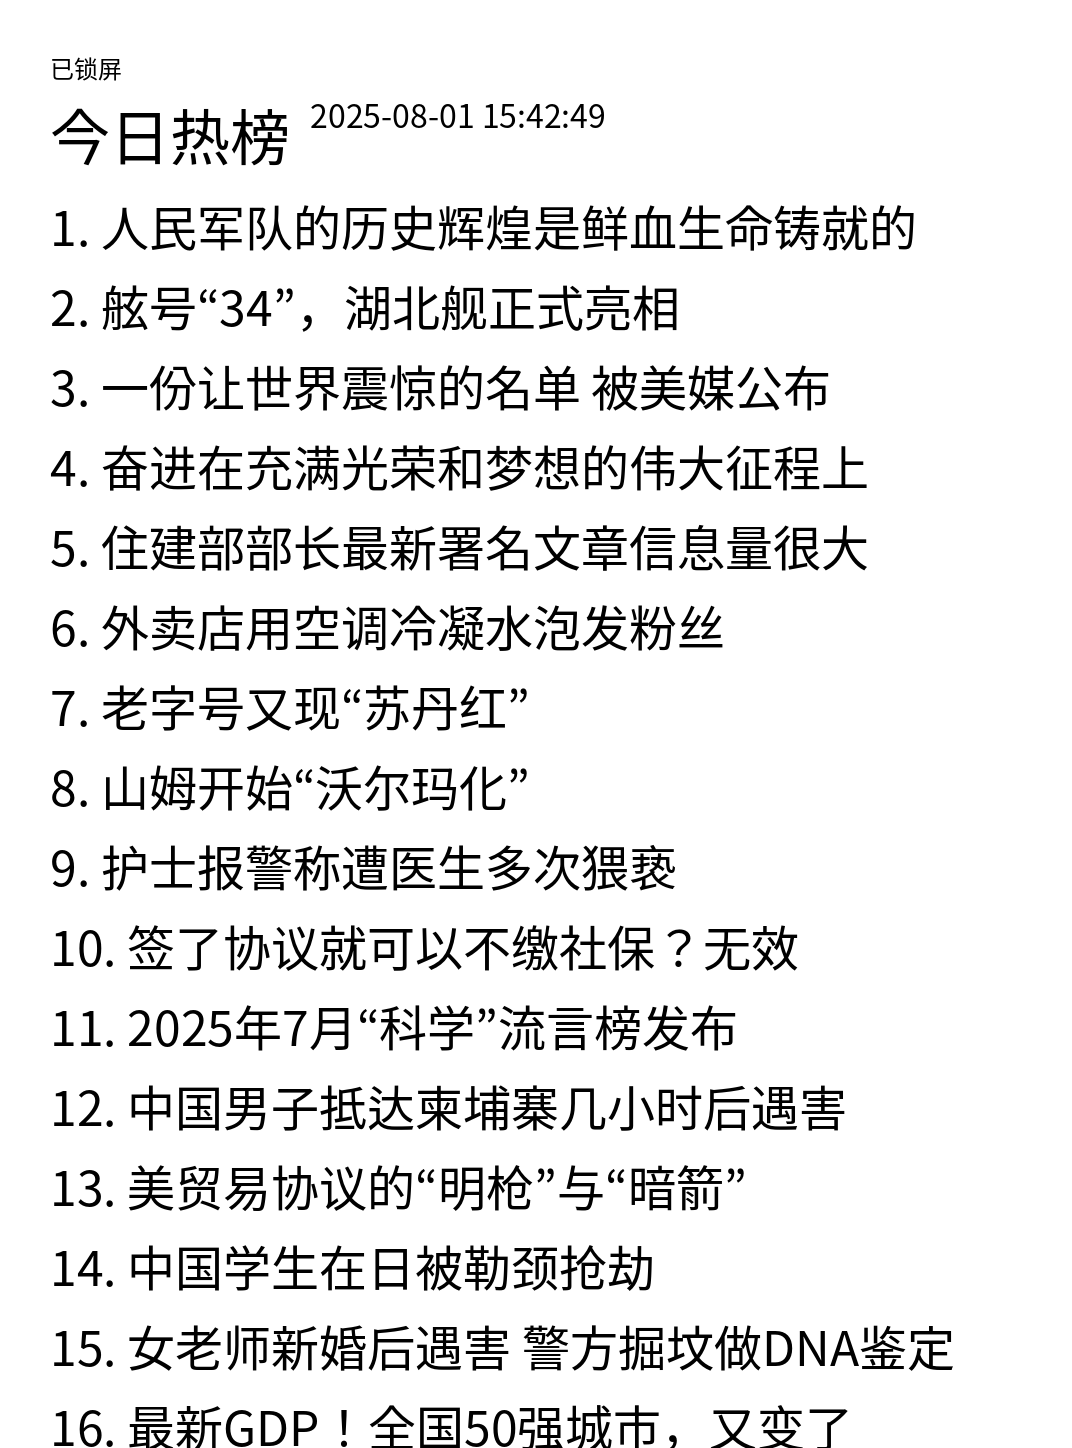 已锁屏
今日热榜 2025-08-01 15:42:49
1. 人民军队的历史辉煌是鲜血生命铸就的
2. 舷号“34”，湖北舰正式亮相
3. 一份让世界震惊的名单 被美媒公布
4. 奋进在充满光荣和梦想的伟大征程上
5. 住建部部长最新署名文章信息量很大
6. 外卖店用空调冷凝水泡发粉丝
7. 老字号又现“苏丹红”
8. 山姆开始“沃尔玛化”
9. 护士报警称遭医生多次猥亵
10. 签了协议就可以不缴社保？无效
11. 2025年7月“科学”流言榜发布
12. 中国男子抵达柬埔寨几小时后遇害
13. 美贸易协议的“明枪”与“暗箭”
14. 中国学生在日被勒颈抢劫
15. 女老师新婚后遇害 警方掘坟做DNA鉴定
16. 最新GDP！全国50强城市，又变了